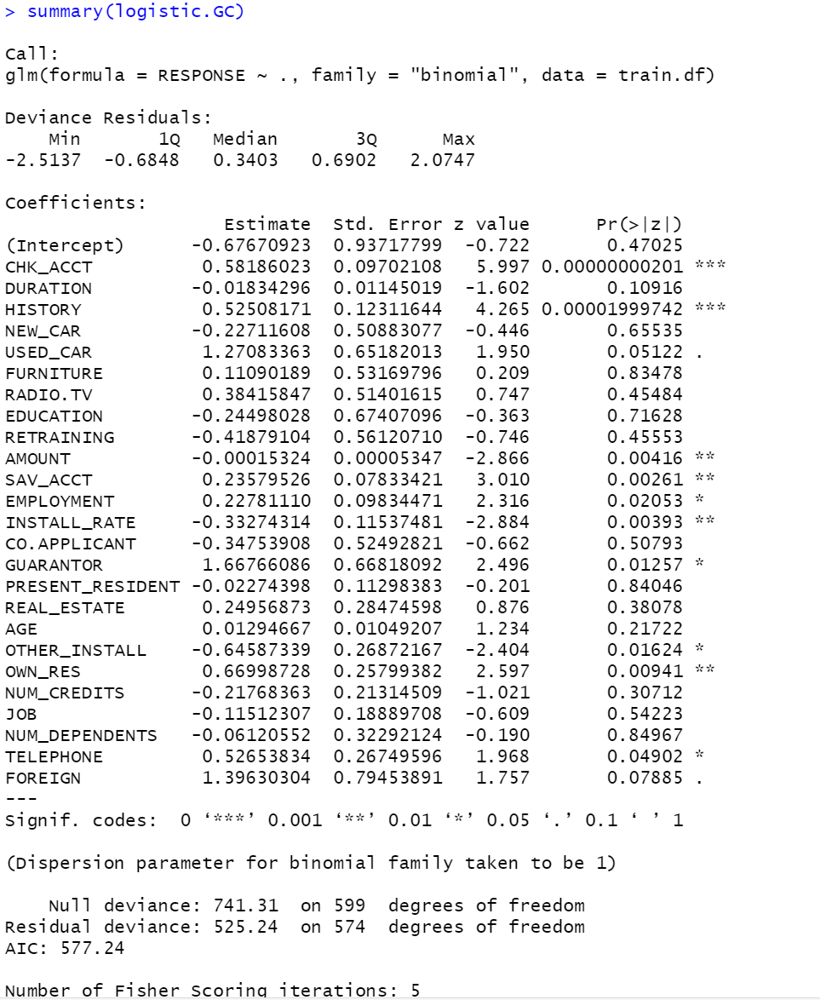 > summary(logistic.GC)
Call:
glm(formula = RESPONSE ~ ., family = "binomial", data = train.df)
Deviance Residuals:
    Min       1Q   Median       3Q      Max
-2.5137  -0.6848   0.3403   0.6902   2.0747
Coefficients:
                    Estimate  Std. Error z value      Pr(>|z|)
(Intercept)      -0.67670923  0.93717799  -0.722       0.47025
CHK_ACCT          0.58186023  0.09702108   5.997 0.00000000201 ***
DURATION         -0.01834296  0.01145019  -1.602       0.10916
HISTORY           0.52508171  0.12311644   4.265 0.00001999742 ***
NEW_CAR          -0.22711608  0.50883077  -0.446       0.65535
USED_CAR          1.27083363  0.65182013   1.950       0.05122 .
FURNITURE         0.11090189  0.53169796   0.209       0.83478
RADIO.TV          0.38415847  0.51401615   0.747       0.45484
EDUCATION        -0.24498028  0.67407096  -0.363       0.71628
RETRAINING       -0.41879104  0.56120710  -0.746       0.45553
AMOUNT           -0.00015324  0.00005347  -2.866       0.00416 **
SAV_ACCT          0.23579526  0.07833421   3.010       0.00261 **
EMPLOYMENT        0.22781110  0.09834471   2.316       0.02053 *
INSTALL_RATE     -0.33274314  0.11537481  -2.884       0.00393 **
CO.APPLICANT     -0.34753908  0.52492821  -0.662       0.50793
GUARANTOR         1.66766086  0.66818092   2.496       0.01257 *
PRESENT_RESIDENT -0.02274398  0.11298383  -0.201       0.84046
REAL_ESTATE       0.24956873  0.28474598   0.876       0.38078
AGE               0.01294667  0.01049207   1.234       0.21722
OTHER_INSTALL    -0.64587339  0.26872167  -2.404       0.01624 *
OWN_RES           0.66998728  0.25799382   2.597       0.00941 **
NUM_CREDITS      -0.21768363  0.21314509  -1.021       0.30712
JOB              -0.11512307  0.18889708  -0.609       0.54223
NUM_DEPENDENTS   -0.06120552  0.32292124  -0.190       0.84967
TELEPHONE         0.52653834  0.26749596   1.968       0.04902 *
FOREIGN           1.39630304  0.79453891   1.757       0.07885 .
---
Signif. codes:  0 ‘***’ 0.001 ‘**’ 0.01 ‘*’ 0.05 ‘.’ 0.1 ‘ ’ 1
(Dispersion parameter for binomial family taken to be 1)
    Null deviance: 741.31  on 599  degrees of freedom
Residual deviance: 525.24  on 574  degrees of freedom
AIC: 577.24
Number of Fisher Scoring iterations: 5